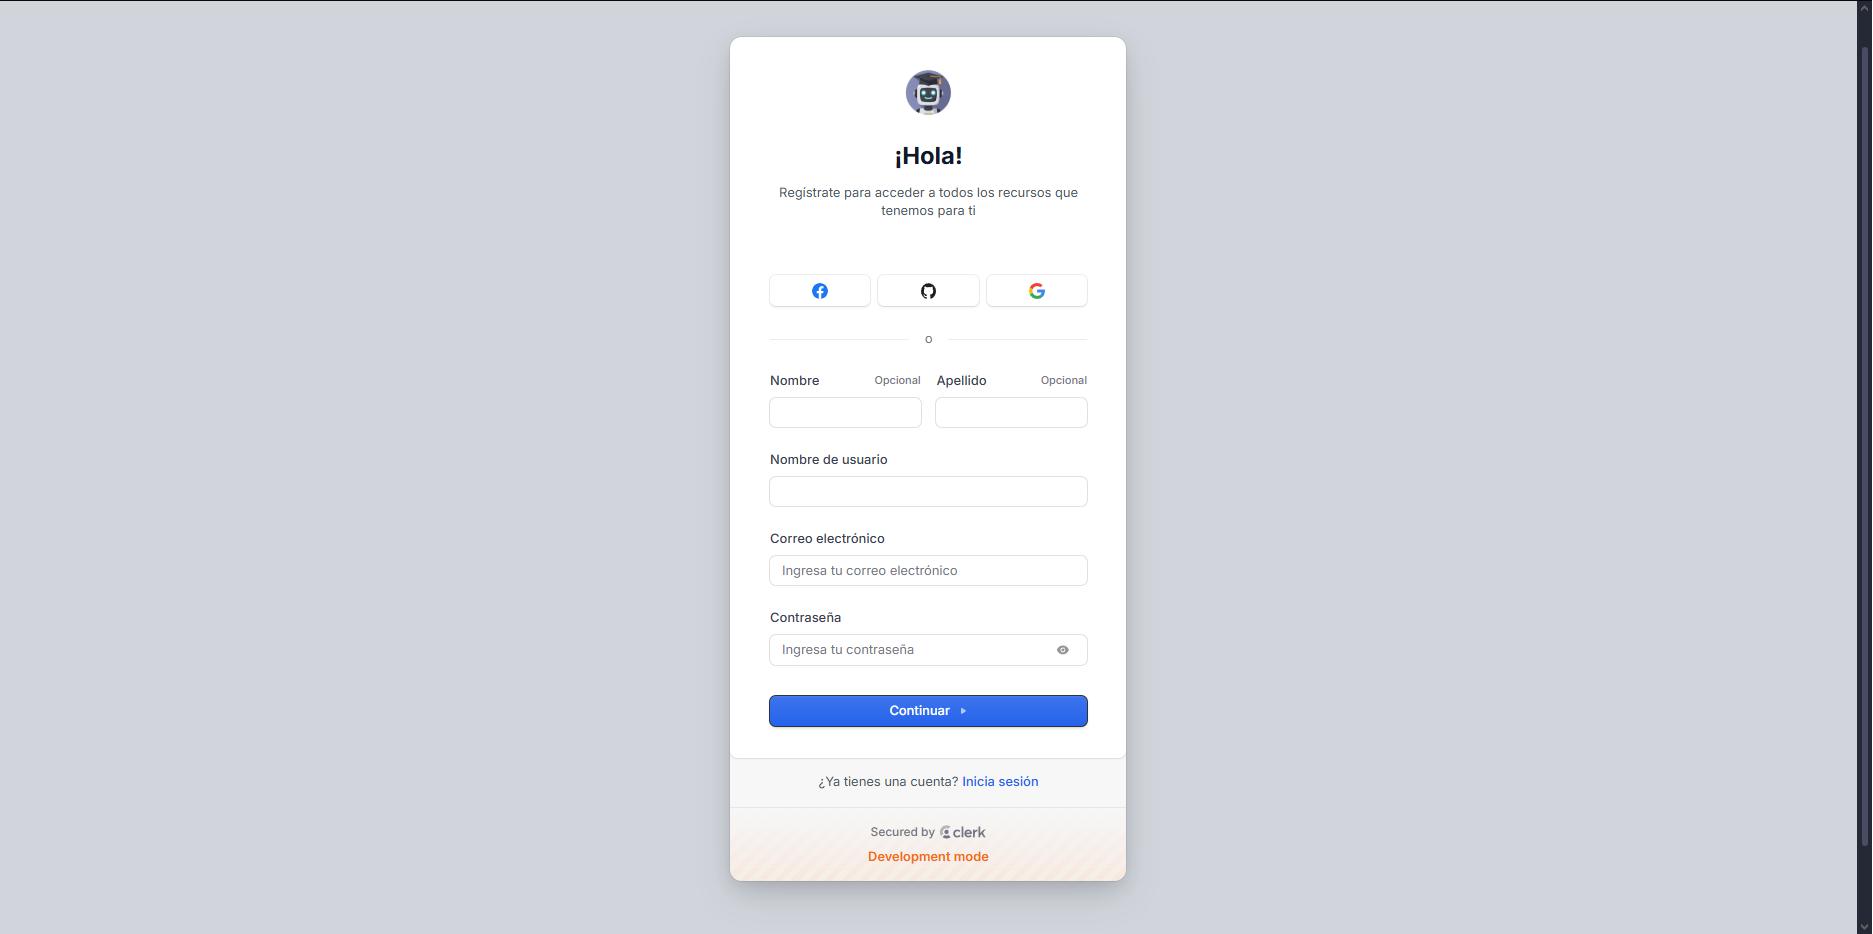 ¡Hola!
Regístrate para acceder a todos los recursos que
tenemos para ti
o
Nombre Opcional Apellido Opcional
Nombre de usuario
Correo electrónico
Ingresa tu correo electrónico
Contraseña
Ingresa tu contraseña
Continuar
¿Ya tienes una cuenta? Inicia sesión
Secured by clerk
Development mode